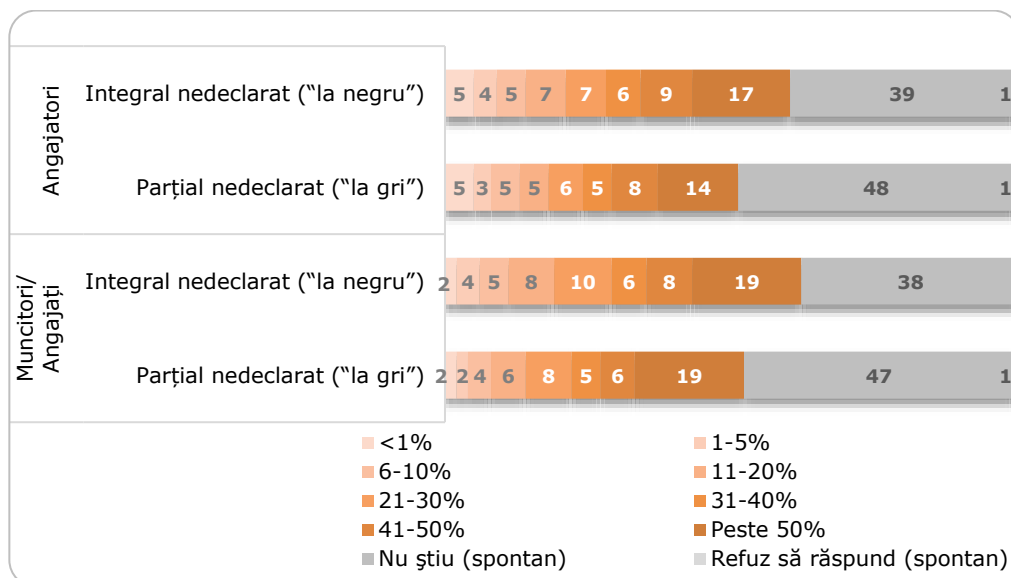 Angajatori
Integral nedeclarat (“la negru”)
5 4 5 7 7 6 9 17 39 1
Parțial nedeclarat (“la gri”)
5 3 5 5 6 5 8 14 48 1
Muncitori/
Angajați
Integral nedeclarat (“la negru”)
2 4 5 8 10 6 8 19 38
Parțial nedeclarat (“la gri”)
2 2 4 6 8 5 6 19 47 1
<1% 1-5%
6-10% 11-20%
21-30% 31-40%
41-50% Peste 50%
Nu ştiu (spontan) Refuz să răspund (spontan)